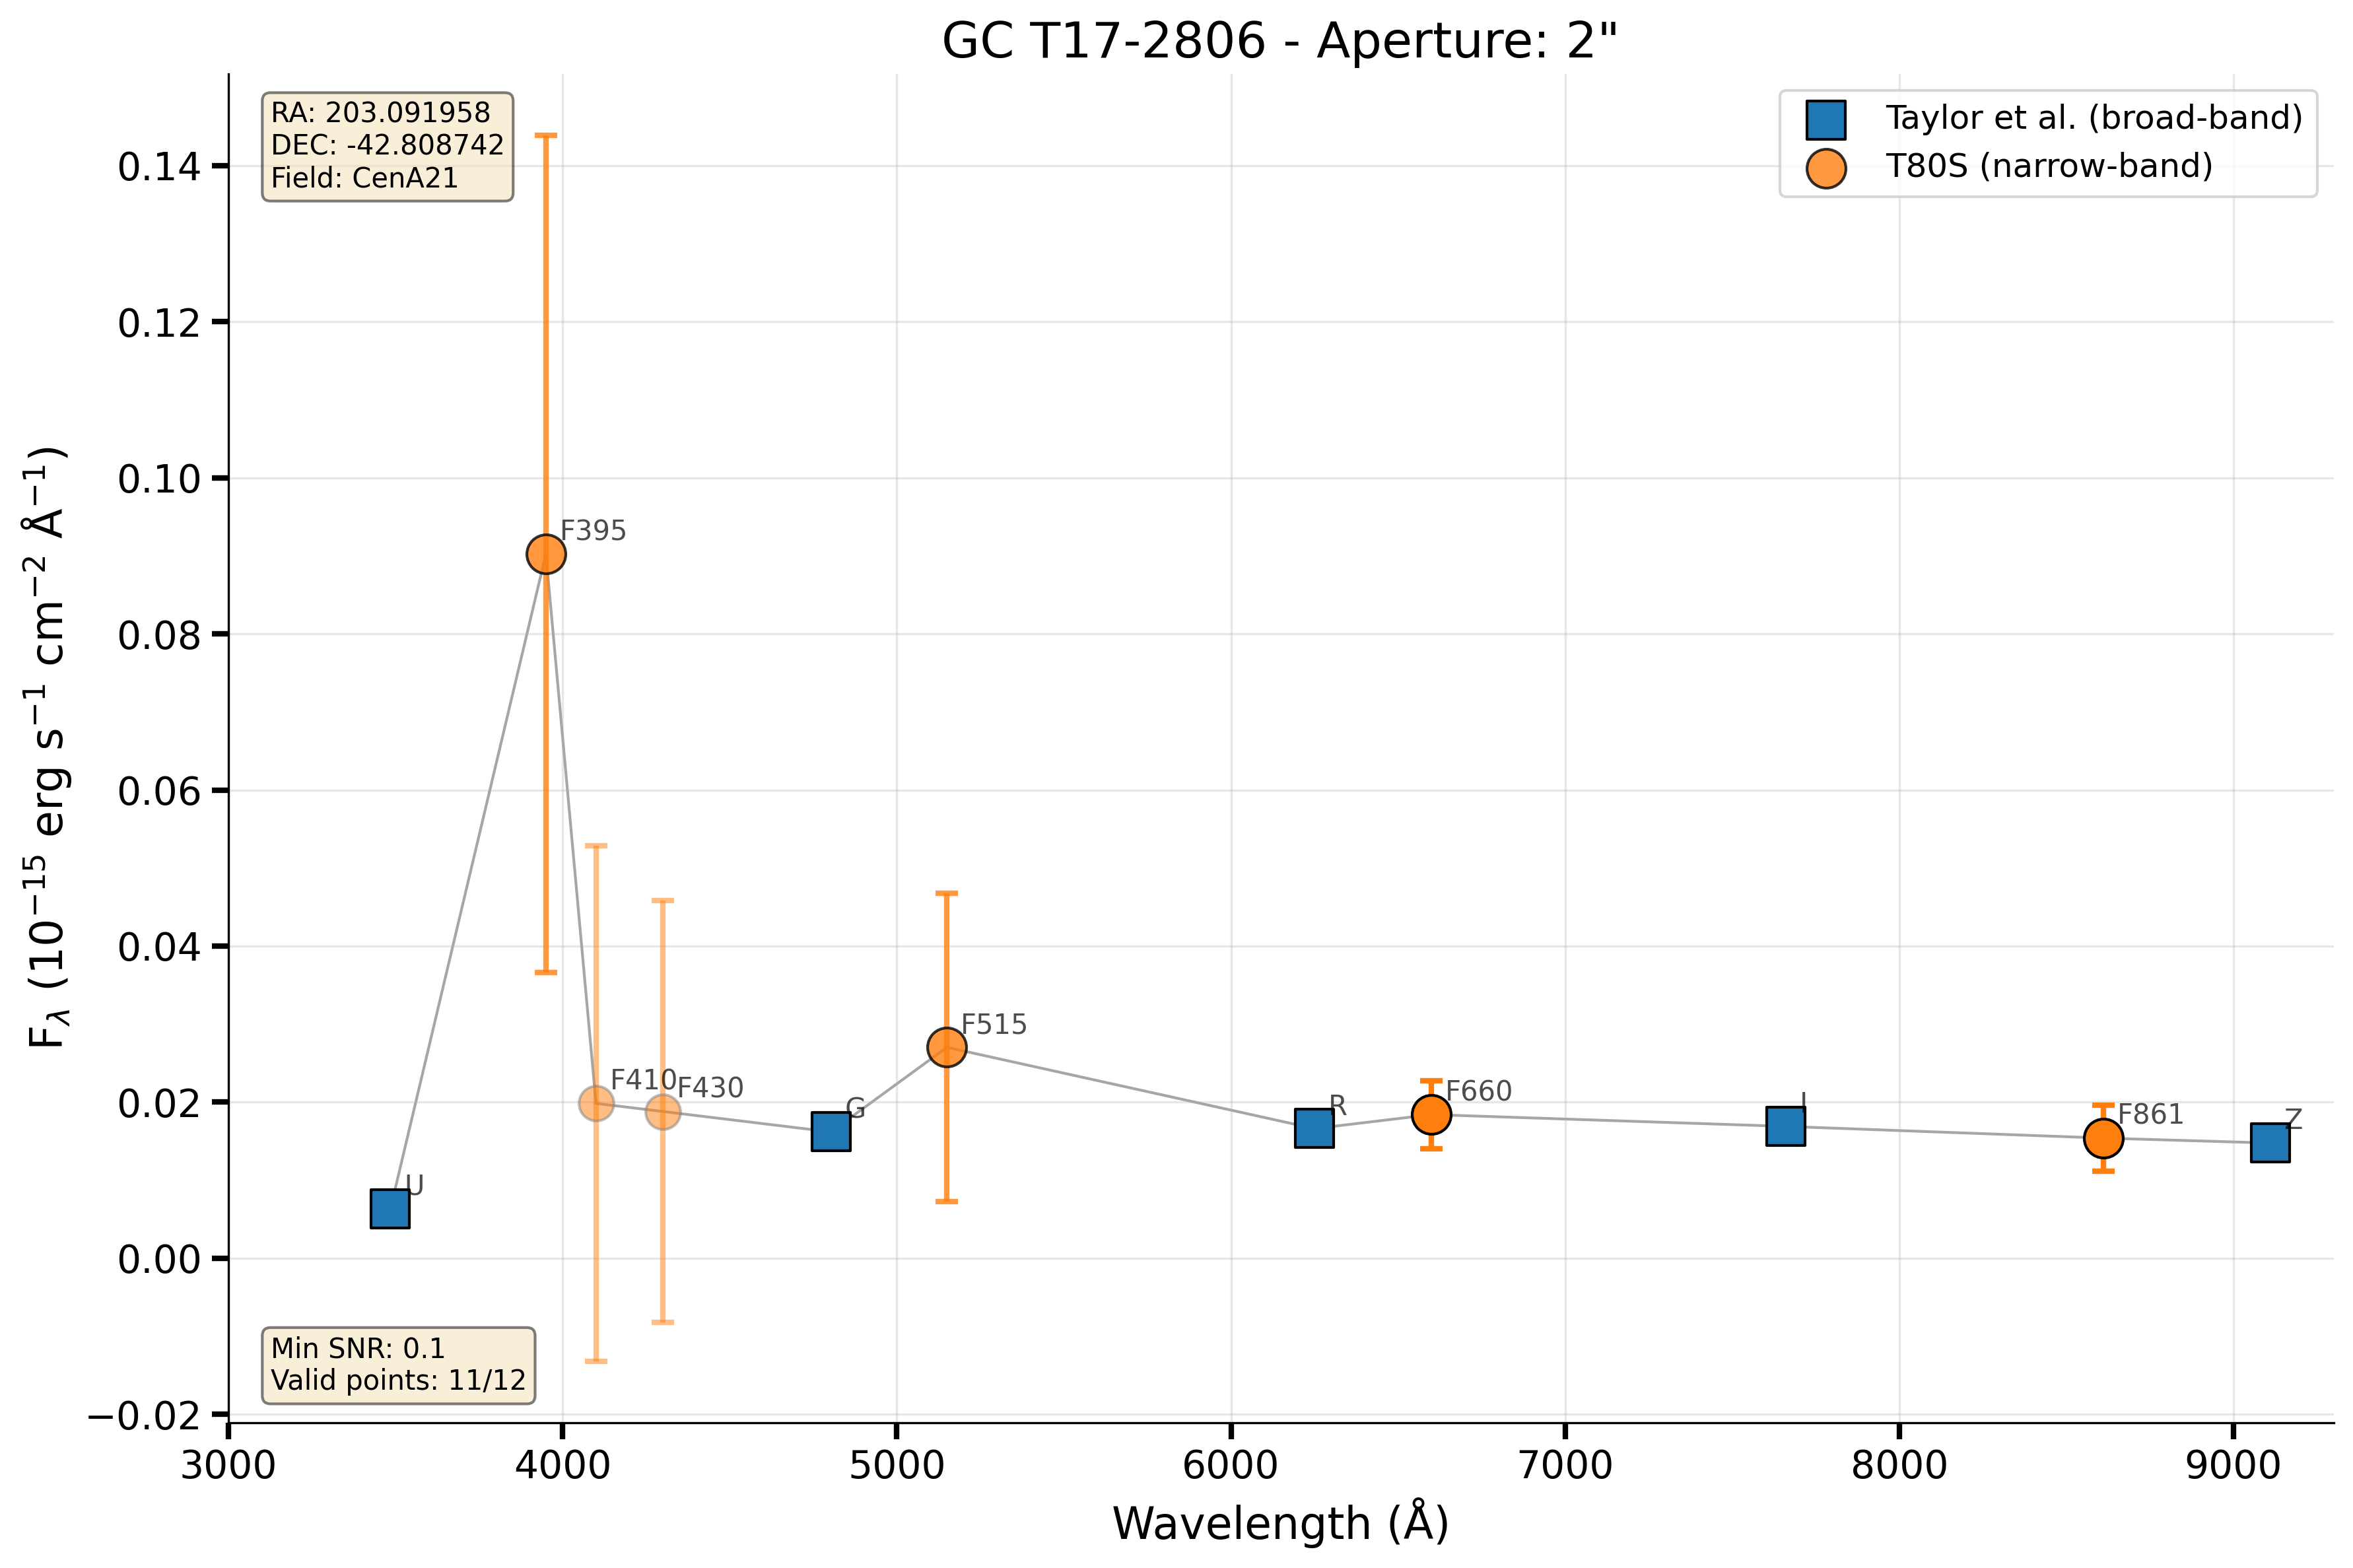 GC T17-2806 - Aperture: 2"
RA: 203.091958
DEC: -42.808742
Field: CenA21
Taylor et al. (broad-band)
T80S (narrow-band)
0.14
0.12
0.10
0.08
0.06
0.04
0.02
0.00
−0.02
F_λ (10⁻¹⁵ erg s⁻¹ cm⁻² Å⁻¹)
F395
F515
F410
F430
G
R
F660
I
F861
Z
U
Min SNR: 0.1
Valid points: 11/12
3000
4000
5000
6000
7000
8000
9000
Wavelength (Å)